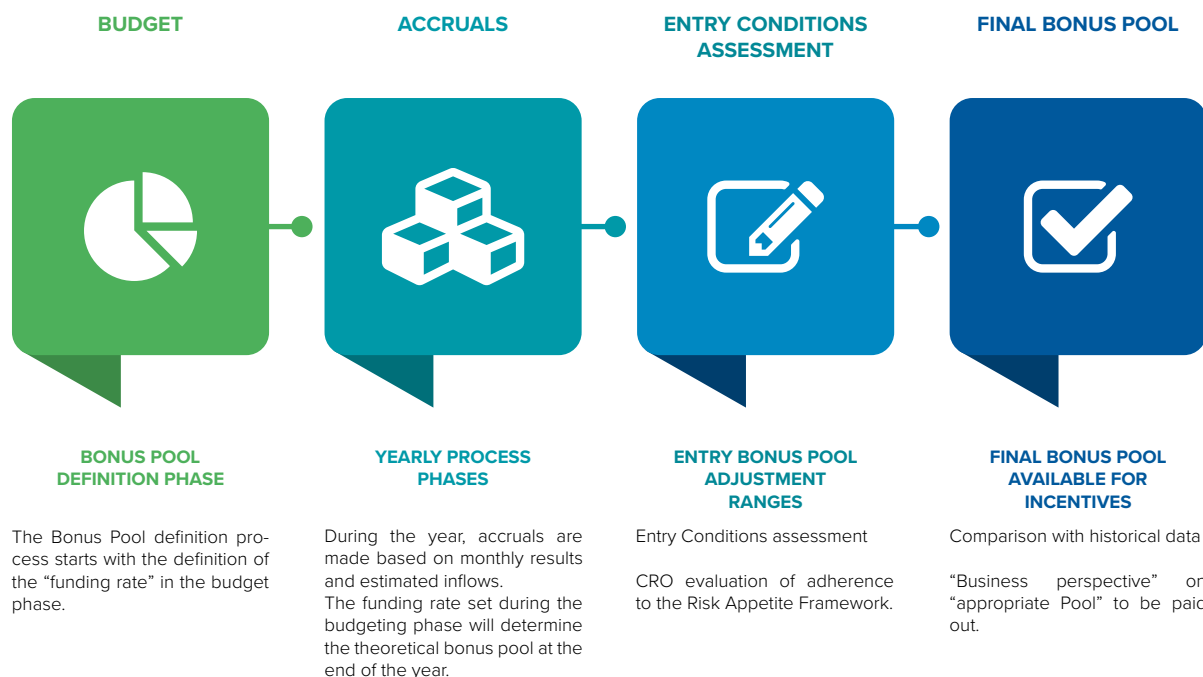 BUDGET
ACCRUALS
ENTRY CONDITIONS
ASSESSMENT
FINAL BONUS POOL
BONUS POOL
DEFINITION PHASE
The Bonus Pool definition pro-
cess starts with the definition of
the “funding rate” in the budget
phase.
YEARLY PROCESS
PHASES
During the year, accruals are
made based on monthly results
and estimated inflows.
The funding rate set during the
budgeting phase will determine
the theoretical bonus pool at the
end of the year.
ENTRY BONUS POOL
ADJUSTMENT
RANGES
Entry Conditions assessment
CRO evaluation of adherence
to the Risk Appetite Framework.
FINAL BONUS POOL
AVAILABLE FOR
INCENTIVES
Comparison with historical data
“Business perspective” on
“appropriate Pool” to be paid
out.